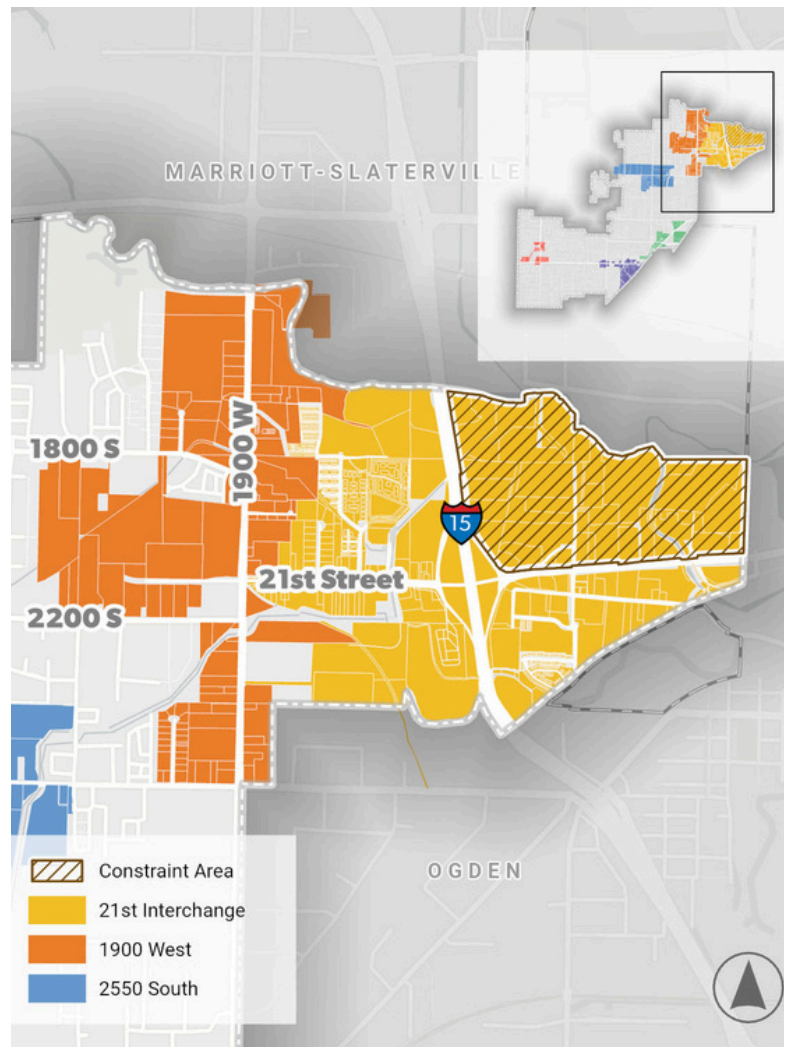 MARRIOTT-SLATERVILLE
1800 S
1900 W
15
21st Street
2200 S
OGDEN
Constraint Area
21st Interchange
1900 West
2550 South